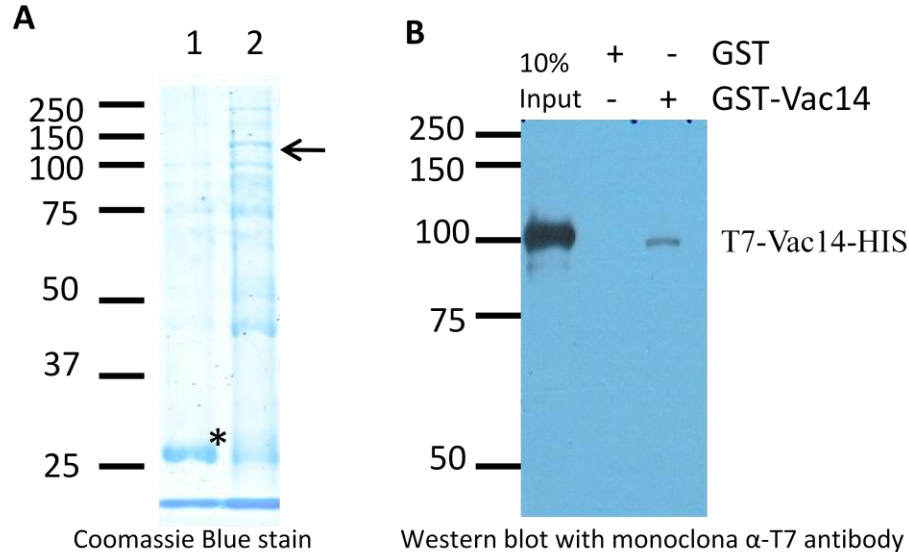 A
1 2
250
150
100
75
50
37
25
*
Coomassie Blue stain
B
10%
Input
+ - GST
- + GST-Vac14
250
150
100
75
50
T7-Vac14-HIS
Western blot with monoclona α-T7 antibody